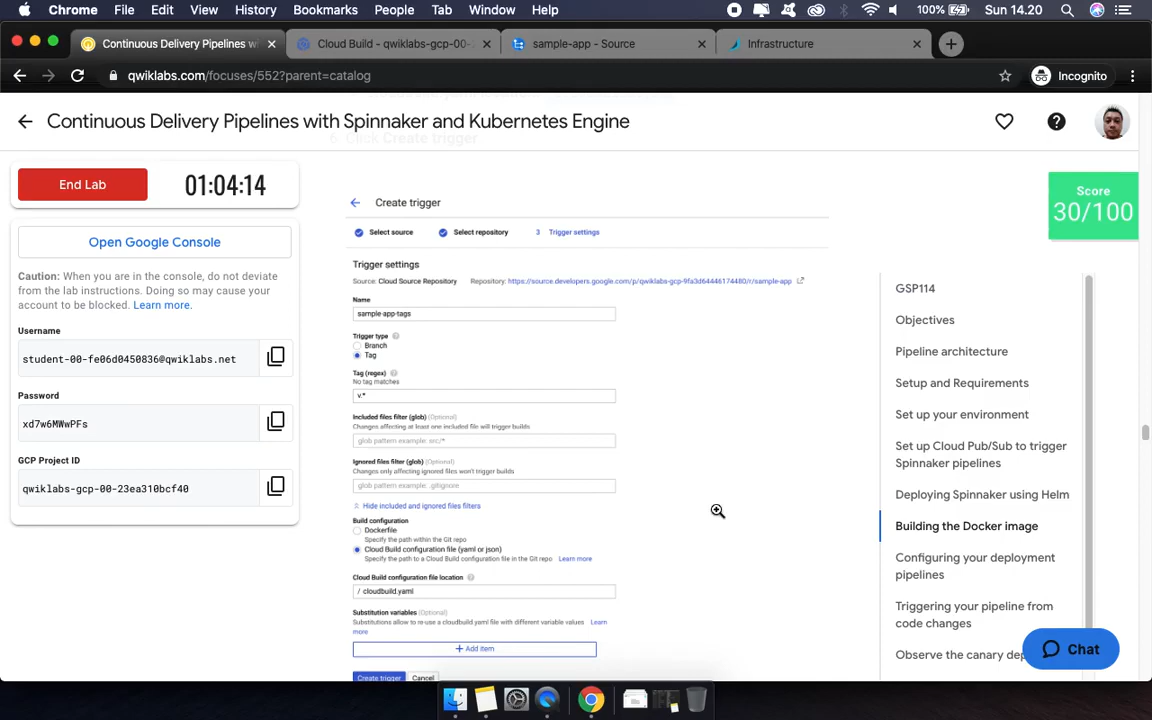 Chrome File Edit View History Bookmarks People Tab Window Help 100% Sun 14.20
Continuous Delivery Pipelines wi
Cloud Build - qwiklabs-gcp-00-
sample-app - Source
Infrastructure
qwiklabs.com/focuses/552?parent=catalog
Incognito
Continuous Delivery Pipelines with Spinnaker and Kubernetes Engine
Click Create trigger
End Lab
01:04:14
Open Google Console
Caution: When you are in the console, do not deviate
from the lab instructions. Doing so may cause your
account to be blocked. Learn more.
Username
student-00-fe06d0450836@qwiklabs.net
Password
xd7w6MWwPFs
GCP Project ID
qwiklabs-gcp-00-23ea310bcf40
Create trigger
Select source
Select repository
3 Trigger settings
Trigger settings
Source: Cloud Source Repository Repository: https://source.developers.google.com/p/qwiklabs-gcp-9fa3d64446174480/r/sample-app
Name
sample-app-tags
Trigger type
Branch
Tag
Tag (regex)
No tag matches
v.*
Included files filter (glob) (Optional)
Changes affecting at least one included file will trigger builds
glob pattern example: src/*
Ignored files filter (glob) (Optional)
Changes only affecting ignored files won't trigger builds
glob pattern example: .gitignore
Hide included and ignored files filters
Build configuration
Dockerfile
Specify the path within the Git repo
Cloud Build configuration file (yaml or json)
Specify the path to a Cloud Build configuration file in the Git repo Learn more
Cloud Build configuration file location
/ cloudbuild.yaml
Substitution variables (Optional)
Substitutions allow to re-use a cloudbuild.yaml file with different variable values Learn
more
+ Add item
Create trigger
Cancel
Score
30/100
GSP114
Objectives
Pipeline architecture
Setup and Requirements
Set up your environment
Set up Cloud Pub/Sub to trigger
Spinnaker pipelines
Deploying Spinnaker using Helm
Building the Docker image
Configuring your deployment
pipelines
Triggering your pipeline from
code changes
Observe the canary de
Chat